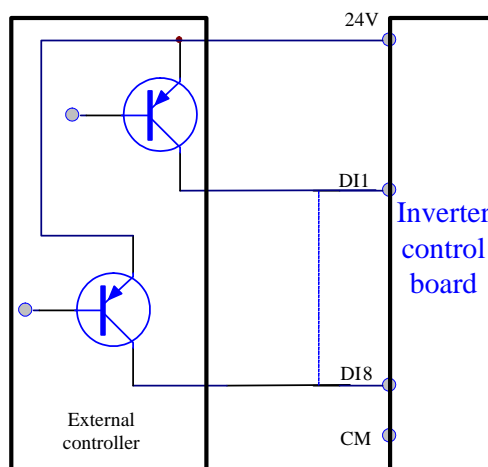 24V
DI1
Inverter
control
board
DI8
External
controller
CM